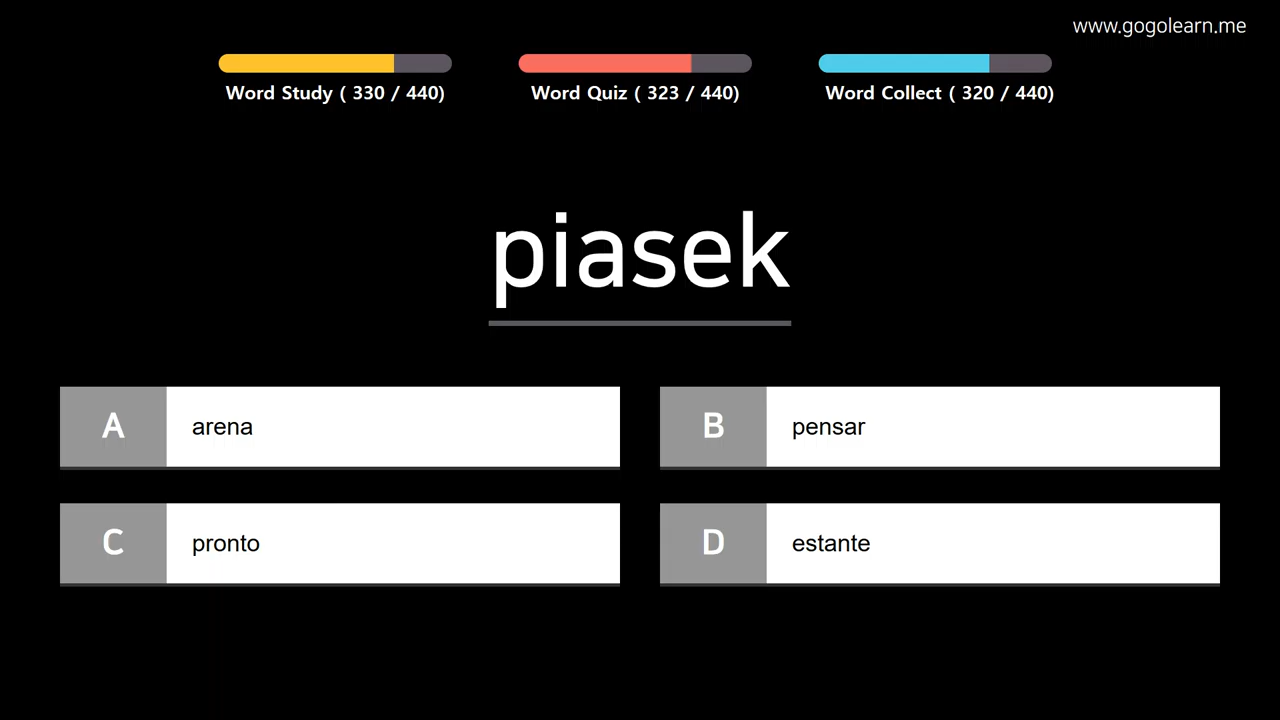 www.gogolearn.me
Word Study ( 330 / 440)
Word Quiz ( 323 / 440)
Word Collect ( 320 / 440)
piasek
A arena
B pensar
C pronto
D estante